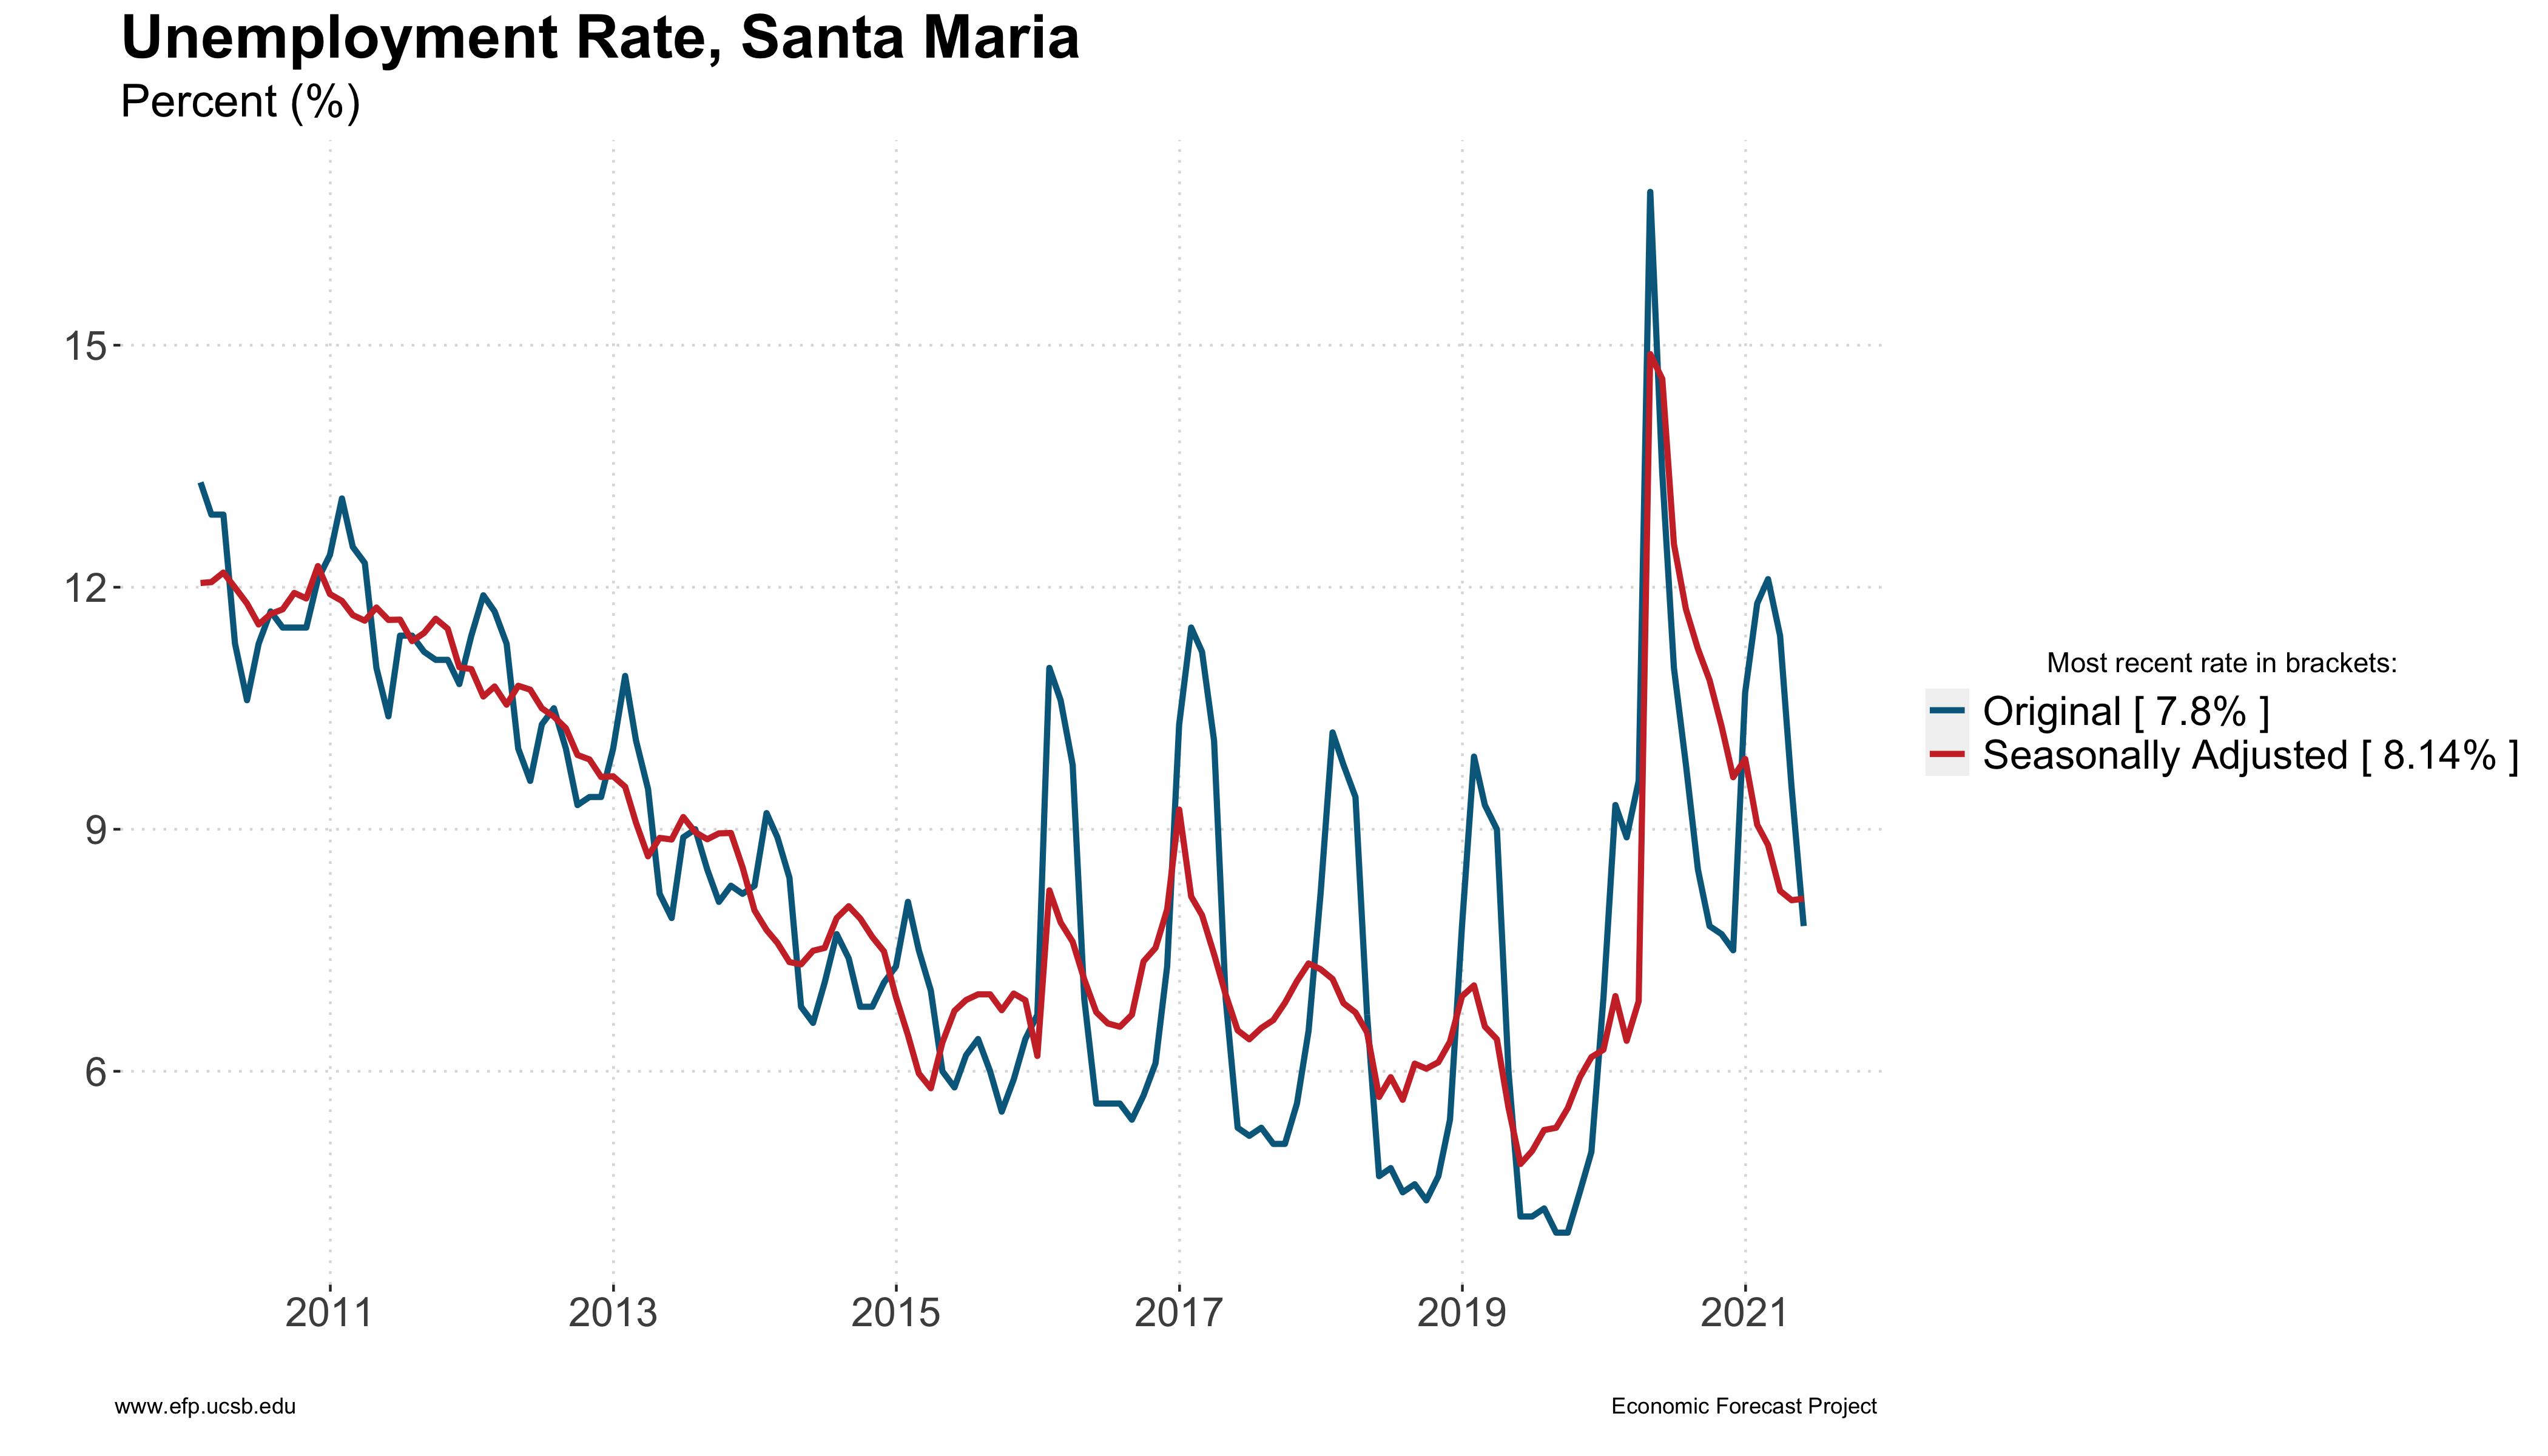 Unemployment Rate, Santa Maria
Percent (%)
15
12
9
6
2011 2013 2015 2017 2019 2021
Most recent rate in brackets:
Original [ 7.8% ]
Seasonally Adjusted [ 8.14% ]
www.efp.ucsb.edu
Economic Forecast Project